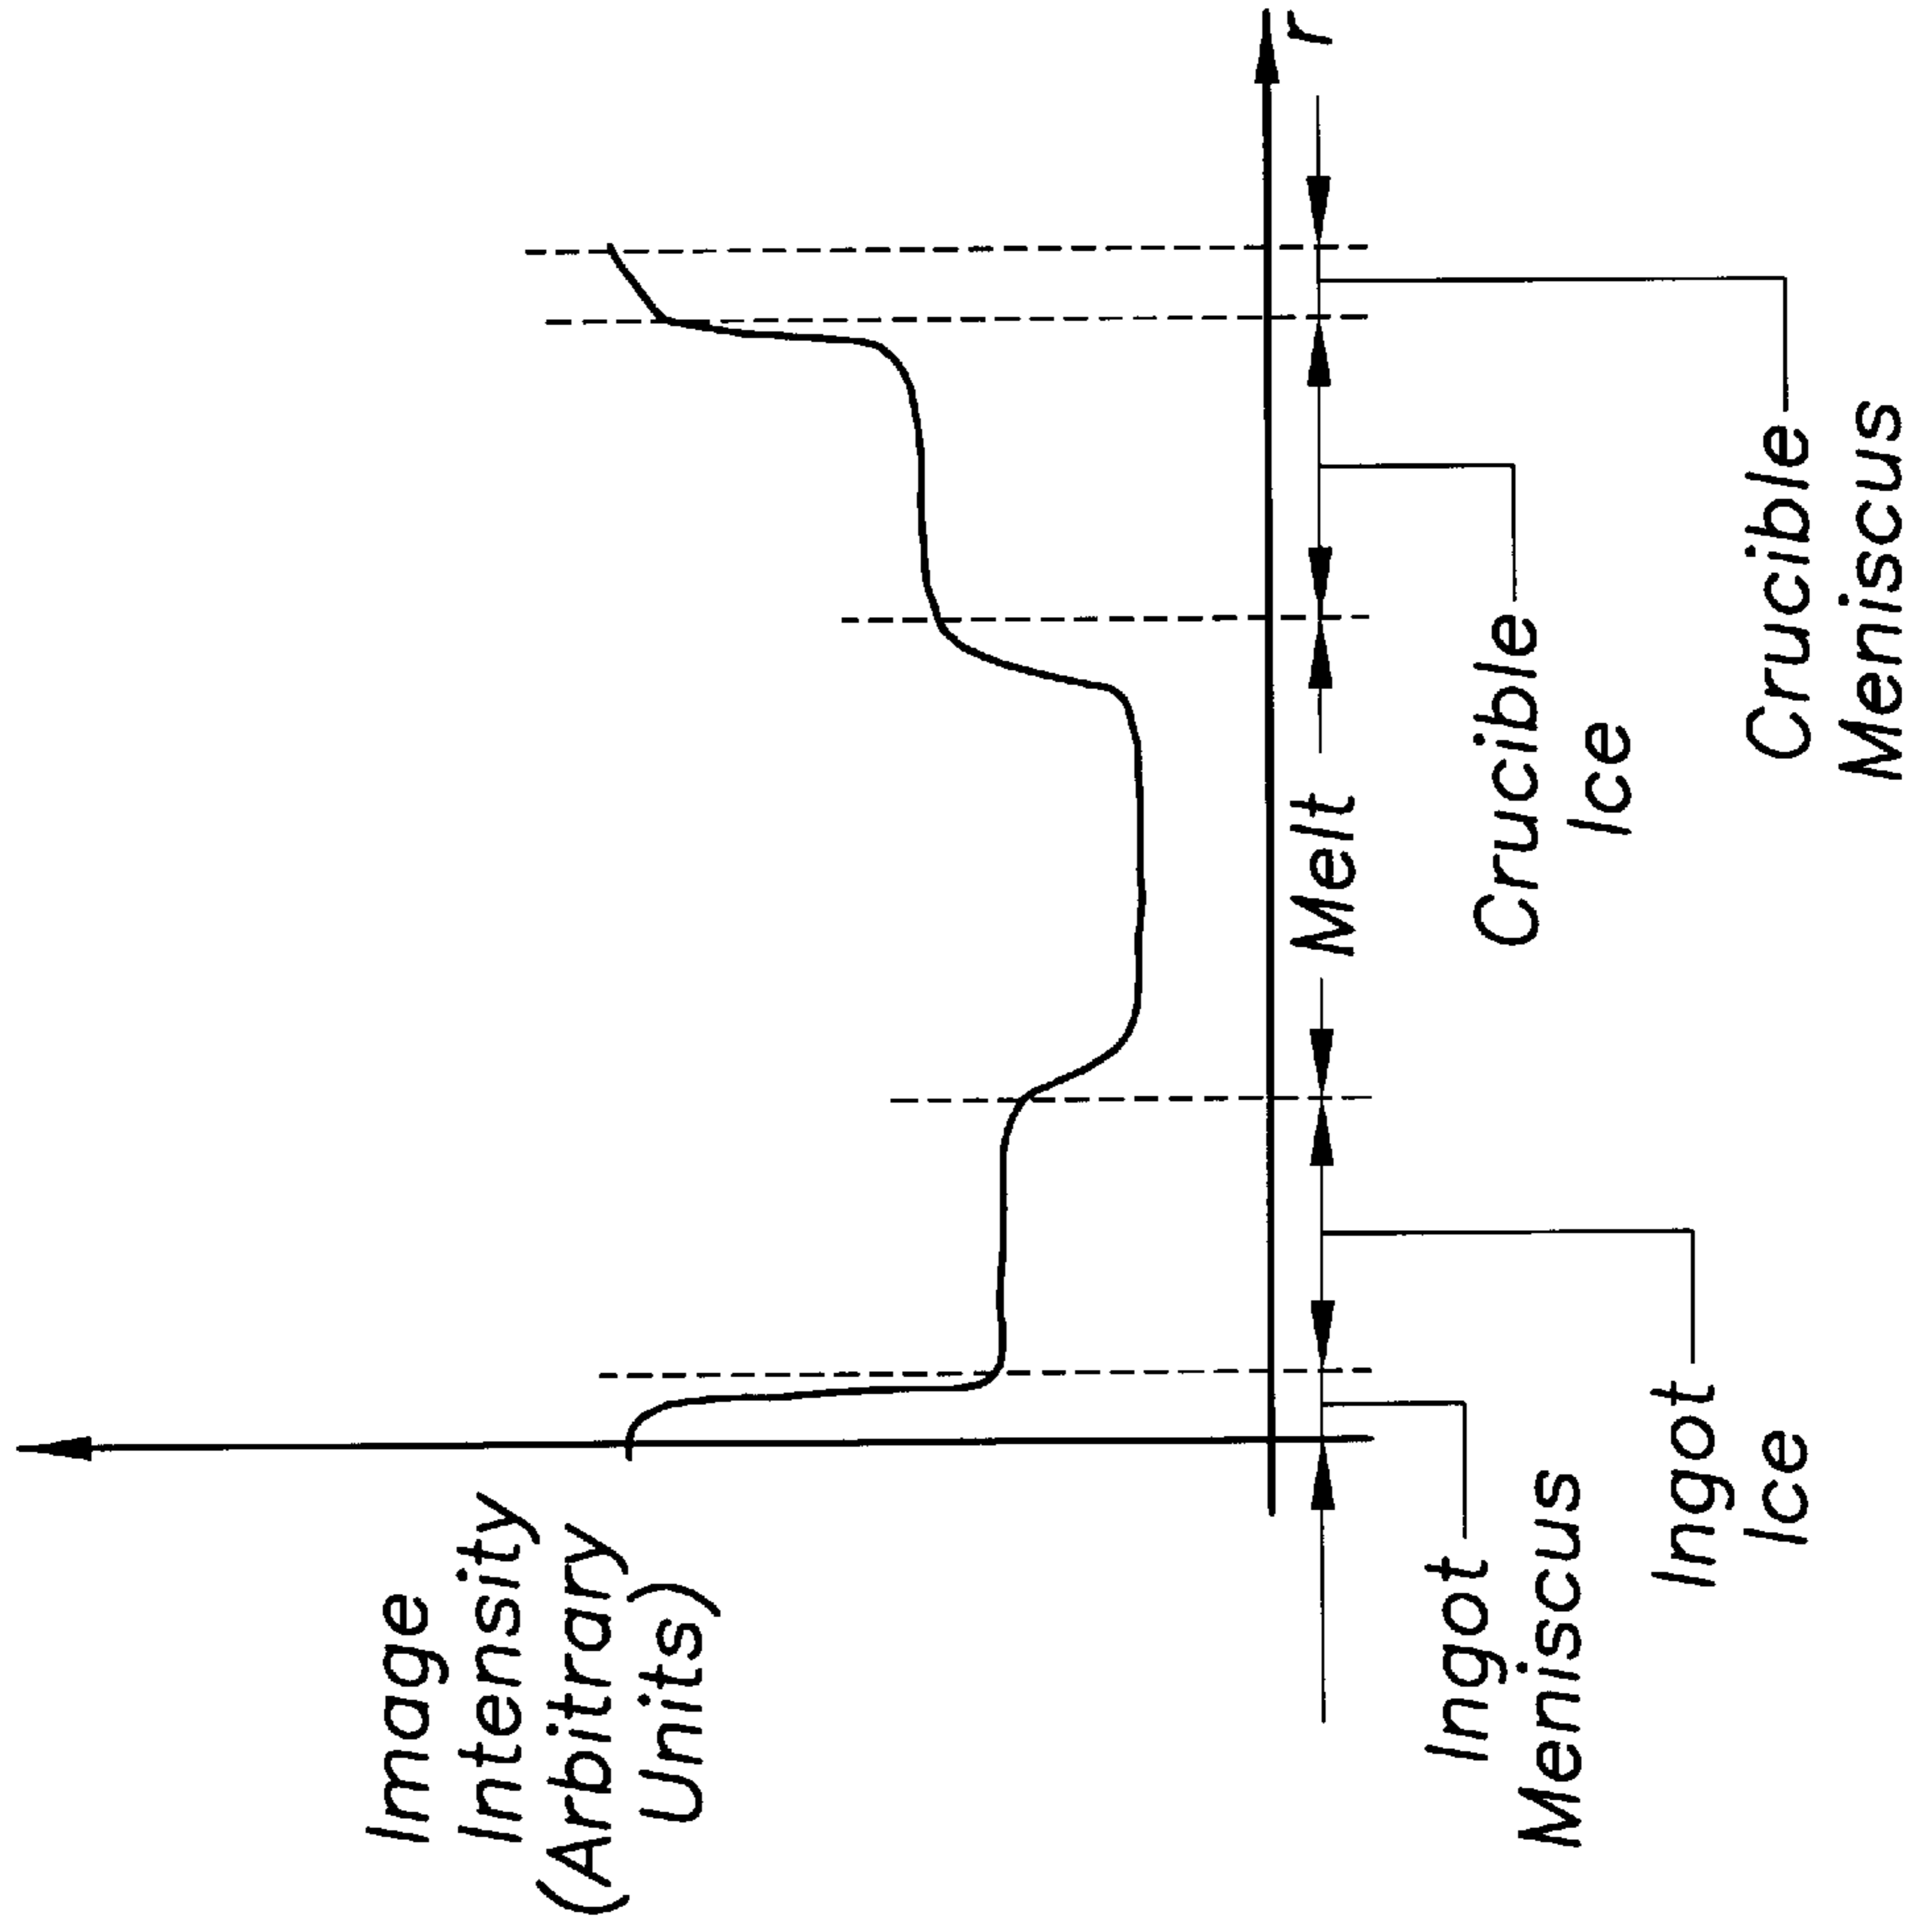 Image
Intensity
(Arbitrary
Units)
r
Melt
Ingot
Meniscus
Crucible
Ice
Ingot
Ice
Crucible
Meniscus